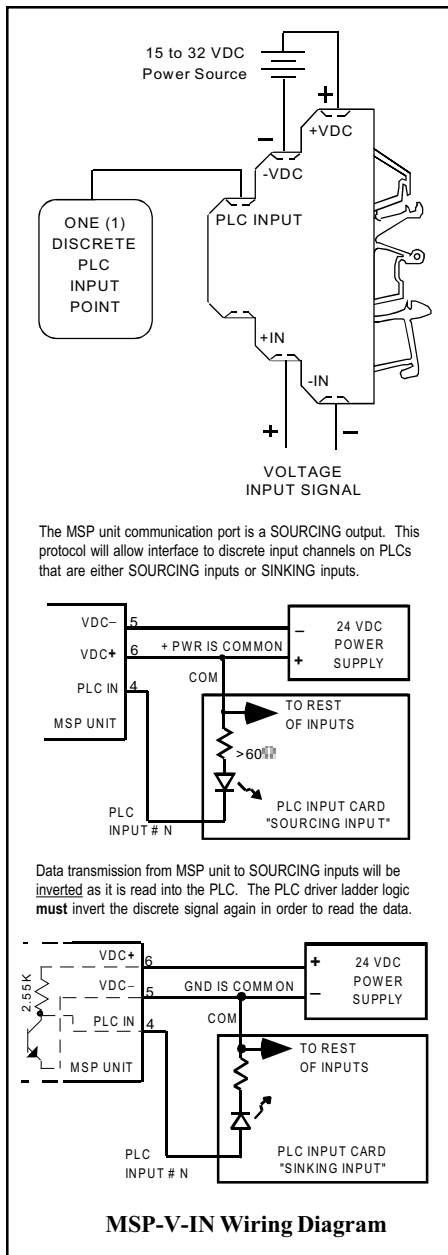 15 to 32 VDC
Power Source
+
−
+VDC
-VDC
PLC INPUT
ONE (1)
DISCRETE
PLC
INPUT
POINT
+IN
-IN
+
−
VOLTAGE
INPUT SIGNAL
The MSP unit communication port is a SOURCING output. This
protocol will allow interface to discrete input channels on PLCs
that are either SOURCING inputs or SINKING inputs.
VDC− 5
VDC+ 6
+ PWR IS COMMON
PLC IN 4
MSP UNIT
−
+
24 VDC
POWER
SUPPLY
COM
TO REST
OF INPUTS
>60
PLC
INPUT # N
PLC INPUT CARD
"SOURCING INPUT"
Data transmission from MSP unit to SOURCING inputs will be
inverted as it is read into the PLC. The PLC driver ladder logic
must invert the discrete signal again in order to read the data.
2.55K
VDC+ 6
VDC− 5
GND IS COMMON
PLC IN 4
MSP UNIT
+
−
24 VDC
POWER
SUPPLY
COM
TO REST
OF INPUTS
PLC
INPUT # N
PLC INPUT CARD
"SINKING INPUT"
MSP-V-IN Wiring Diagram